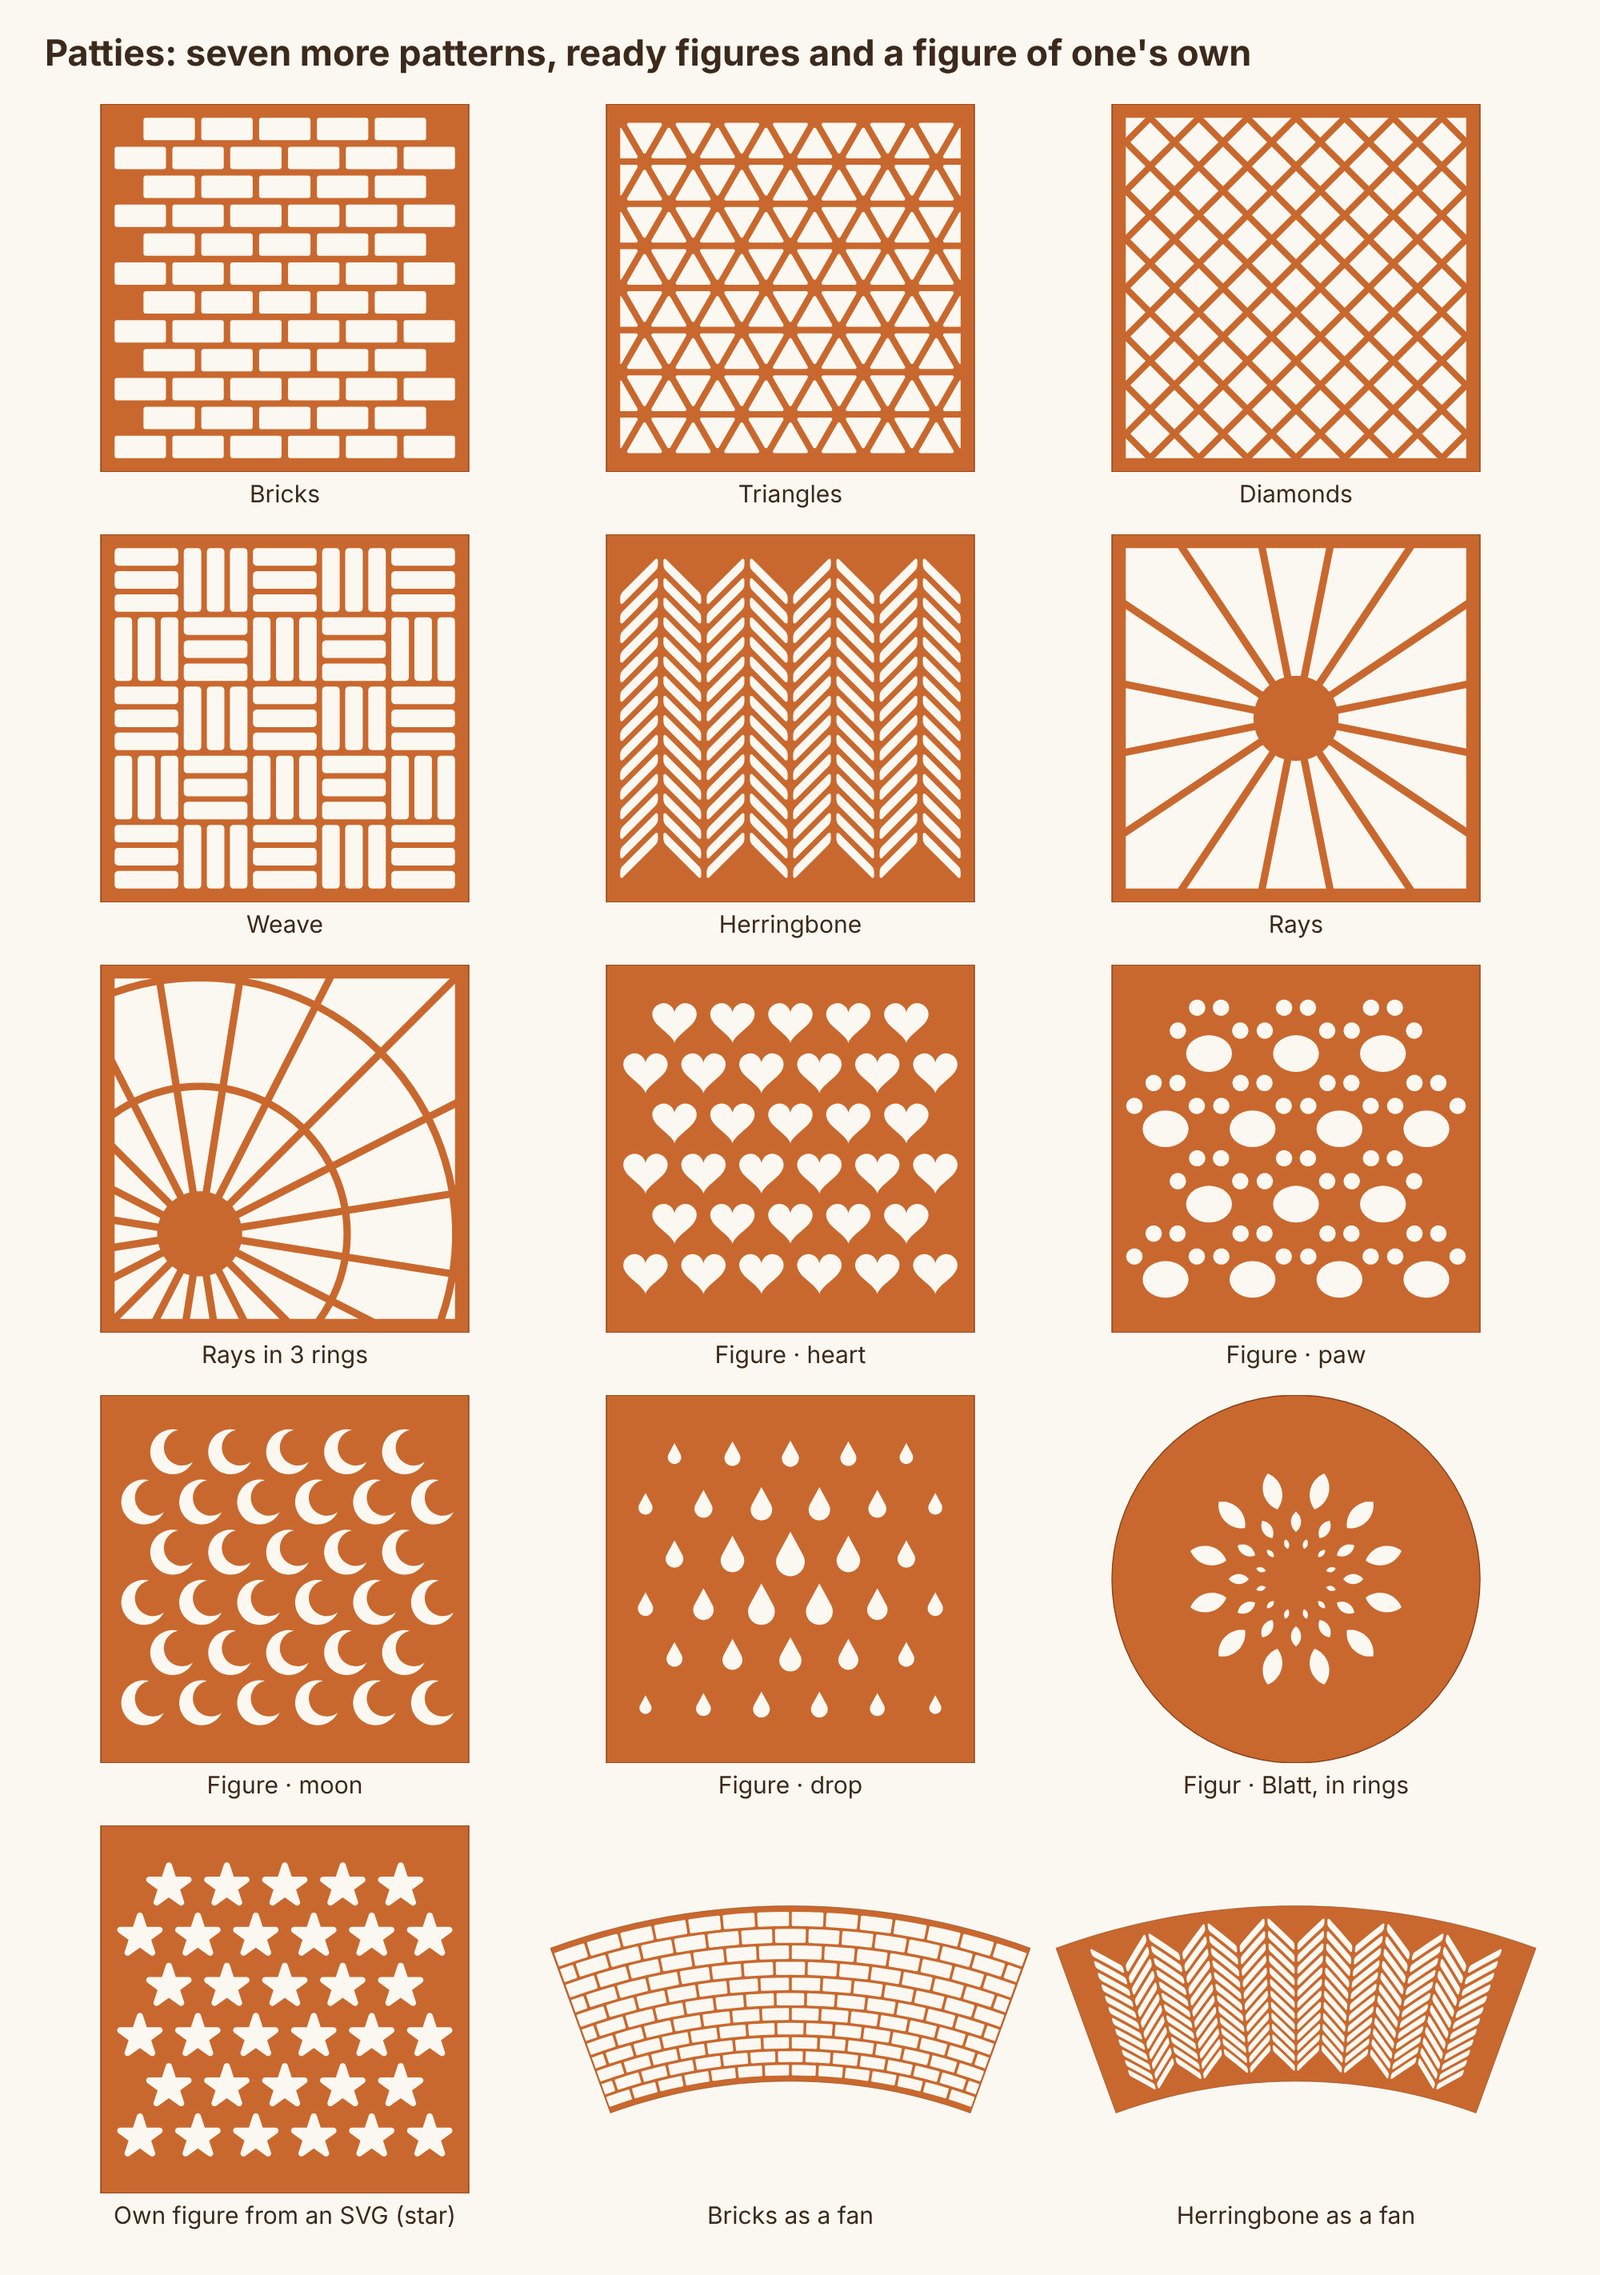 Patties: seven more patterns, ready figures and a figure of one's own
Bricks
Triangles
Diamonds
Weave
Herringbone
Rays
Rays in 3 rings
Figure · heart
Figure · paw
Figure · moon
Figure · drop
Figur · Blatt, in rings
Own figure from an SVG (star)
Bricks as a fan
Herringbone as a fan